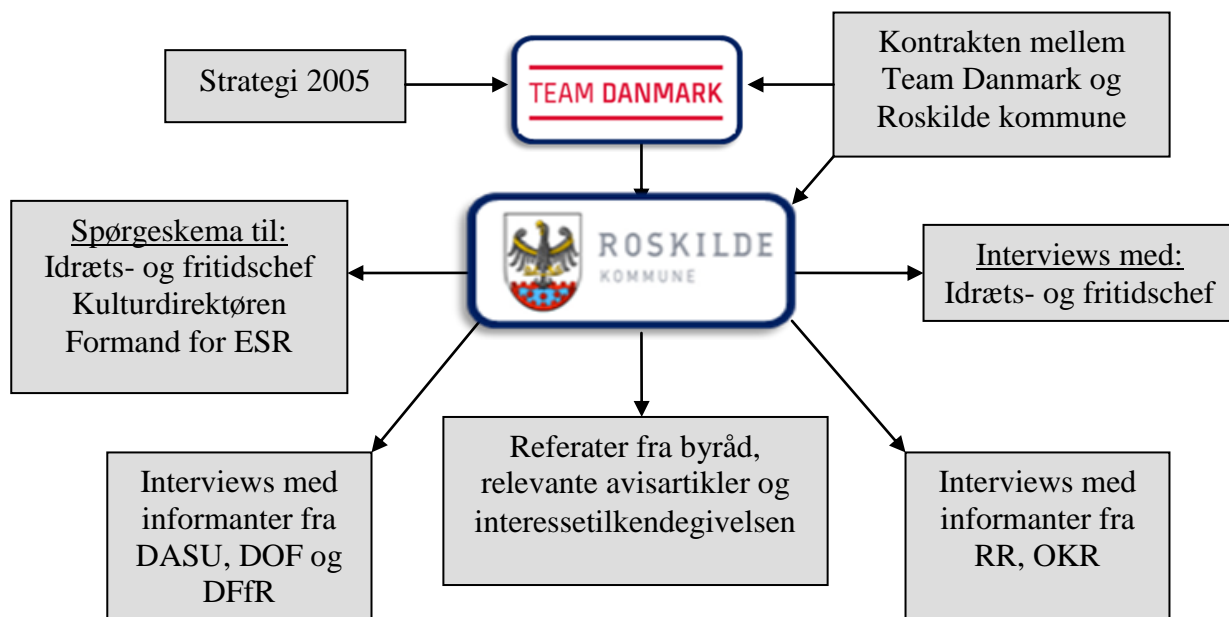 Strategi 2005
TEAM DANMARK
Kontrakten mellem
Team Danmark og
Roskilde kommune
Spørgeskema til:
Idræts- og fritidschef
Kulturdirektøren
Formand for ESR
ROSKILDE
KOMMUNE
Interviews med:
Idræts- og fritidschef
Interviews med
informanter fra
DASU, DOF og
DFfR
Referater fra byråd,
relevante avisartikler og
interessetilkendegivelsen
Interviews med
informanter fra
RR, OKR